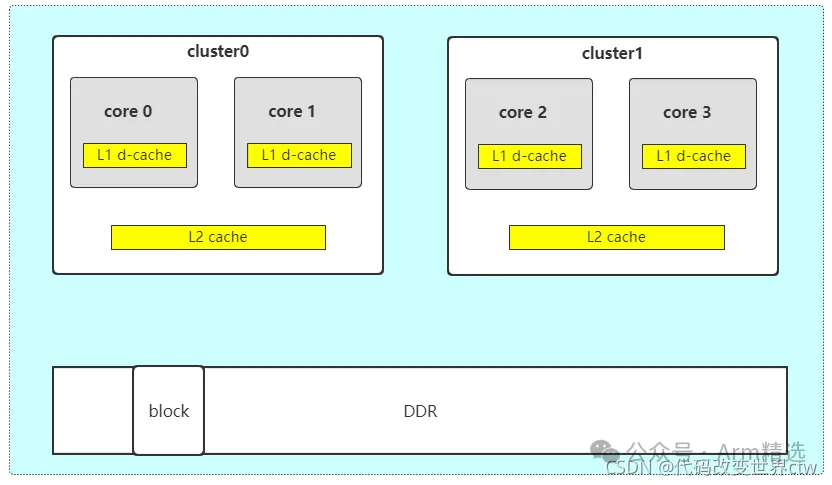 cluster0
cluster1
core 0
core 1
core 2
core 3
L1 d-cache
L1 d-cache
L1 d-cache
L1 d-cache
L2 cache
L2 cache
block
DDR
公众号 · Arm精选
CSDN @代码改变世界ctw